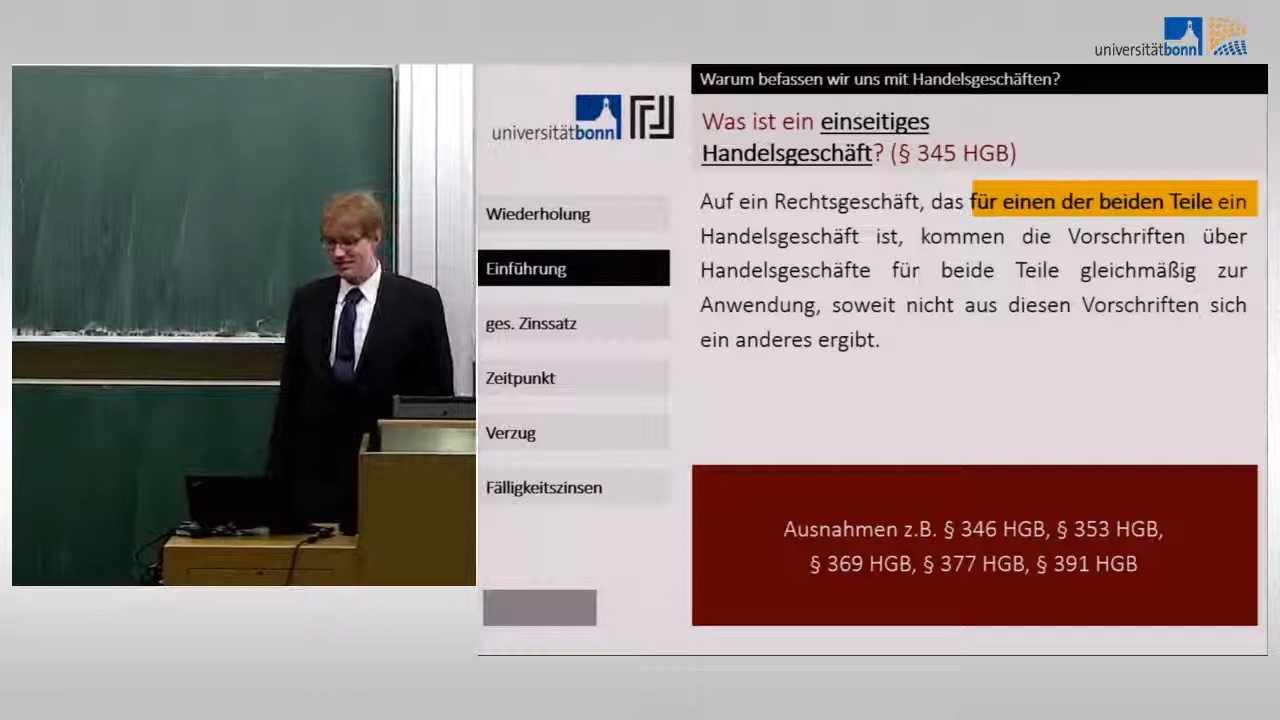 universitätbonn
Warum befassen wir uns mit Handelsgeschäften?
universitätbonn
Was ist ein einseitiges
Handelsgeschäft? (§ 345 HGB)
Wiederholung
Einführung
ges. Zinssatz
Zeitpunkt
Verzug
Fälligkeitszinsen
Auf ein Rechtsgeschäft, das für einen der beiden Teile ein
Handelsgeschäft ist, kommen die Vorschriften über
Handelsgeschäfte für beide Teile gleichmäßig zur
Anwendung, soweit nicht aus diesen Vorschriften sich
ein anderes ergibt.
Ausnahmen z.B. § 346 HGB, § 353 HGB,
§ 369 HGB, § 377 HGB, § 391 HGB